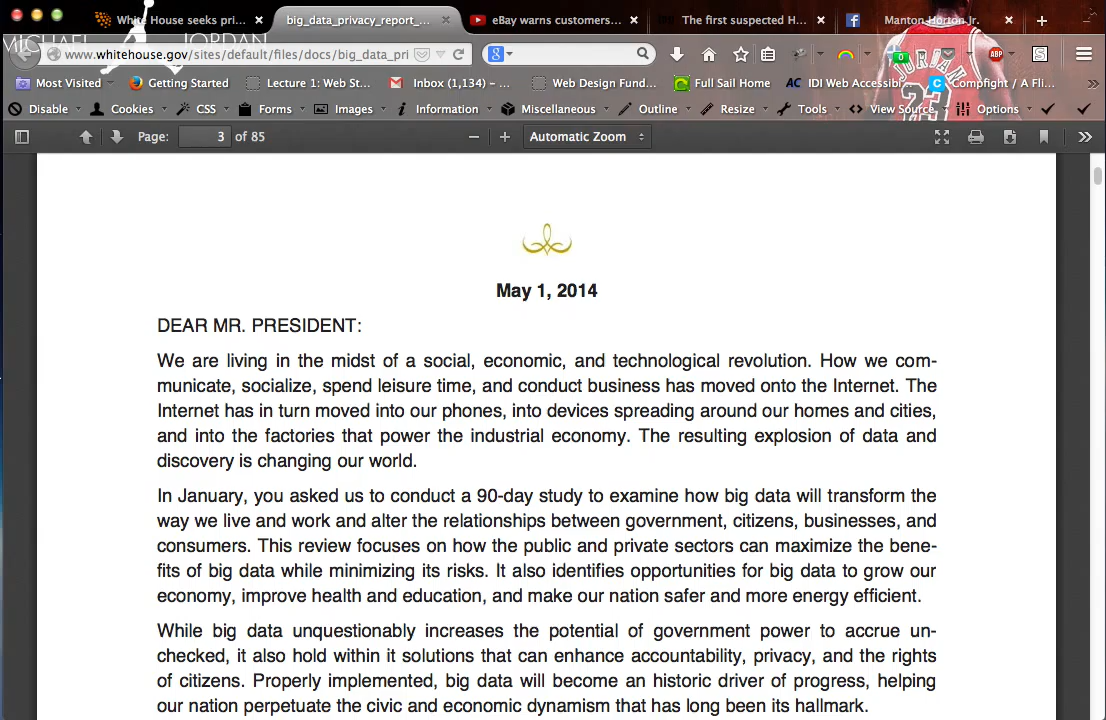 White House seeks pri...
big_data_privacy_report_...
eBay warns customers...
The first suspected H...
Manton Horton Jr.
MICHAEL JORDAN
www.whitehouse.gov/sites/default/files/docs/big_data_pri
Most Visited
Getting Started
Lecture 1: Web St...
Inbox (1,134) – ...
Web Design Fund...
Full Sail Home
AC IDI Web Accessibi...
C Compfight / A Fli...
JORDAN
23
Disable
Cookies
CSS
Forms
Images
Information
Miscellaneous
Outline
Resize
Tools
View Source
Options
Page: 3 of 85
Automatic Zoom
May 1, 2014
DEAR MR. PRESIDENT:
We are living in the midst of a social, economic, and technological revolution. How we com-
municate, socialize, spend leisure time, and conduct business has moved onto the Internet. The
Internet has in turn moved into our phones, into devices spreading around our homes and cities,
and into the factories that power the industrial economy. The resulting explosion of data and
discovery is changing our world.
In January, you asked us to conduct a 90-day study to examine how big data will transform the
way we live and work and alter the relationships between government, citizens, businesses, and
consumers. This review focuses on how the public and private sectors can maximize the bene-
fits of big data while minimizing its risks. It also identifies opportunities for big data to grow our
economy, improve health and education, and make our nation safer and more energy efficient.
While big data unquestionably increases the potential of government power to accrue un-
checked, it also hold within it solutions that can enhance accountability, privacy, and the rights
of citizens. Properly implemented, big data will become an historic driver of progress, helping
our nation perpetuate the civic and economic dynamism that has long been its hallmark.